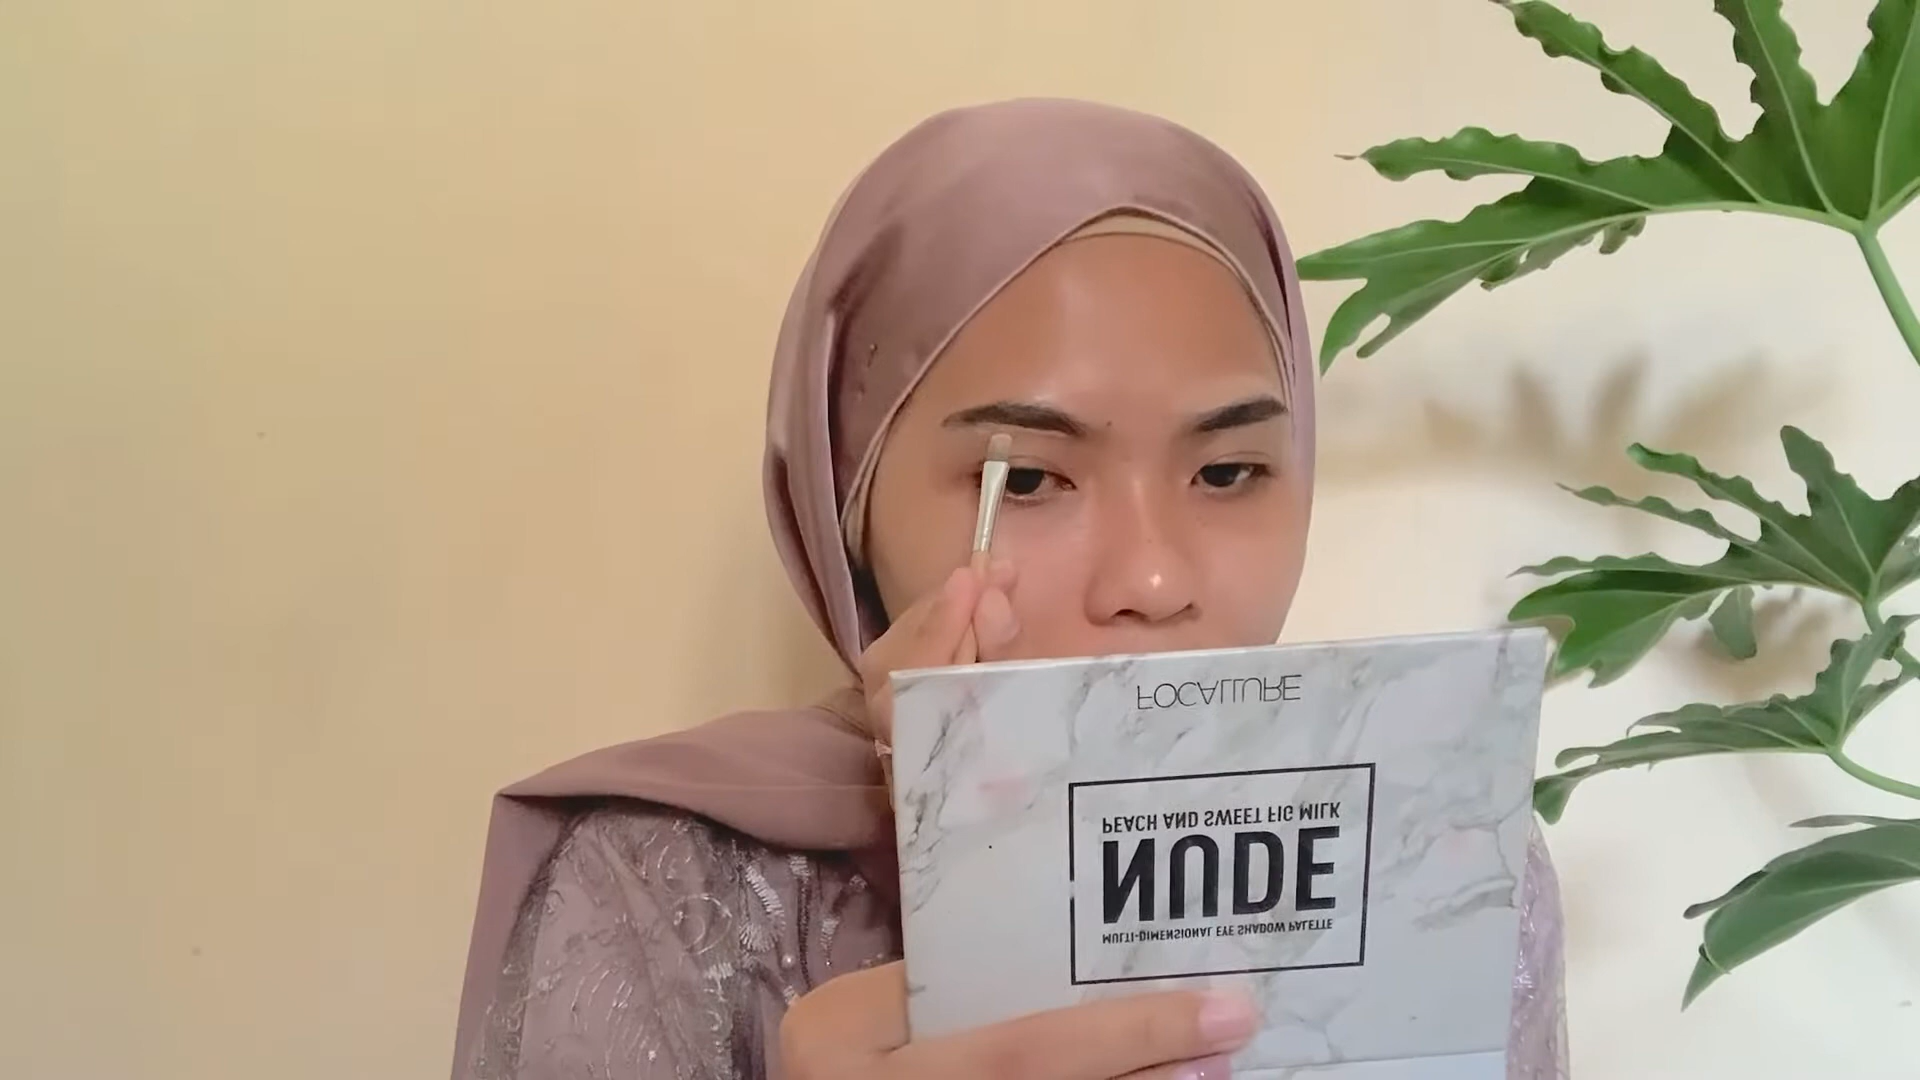 FOCALLURE
PEACH AND SWEET FIG MILK
NUDE
MULTI-DIMENSIONAL EYE SHADOW PALETTE